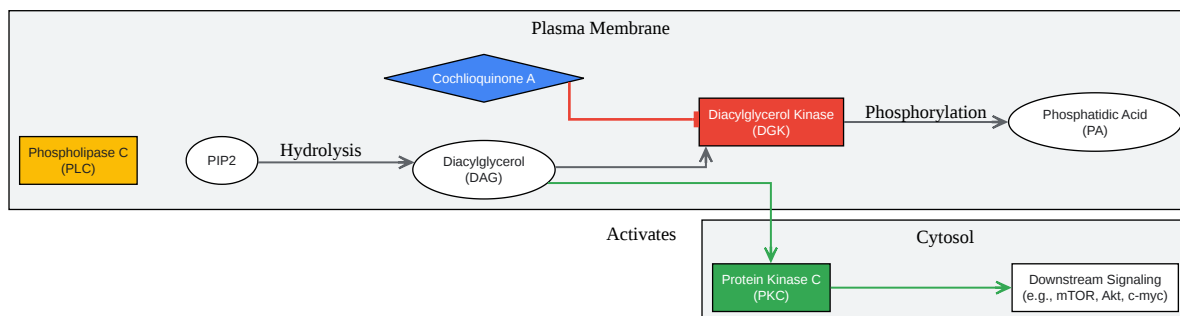 Plasma Membrane
Cochlioquinone A
Diacylglycerol Kinase
(DGK)
Phosphorylation
Phosphatidic Acid
(PA)
Phospholipase C
(PLC)
PIP2
Hydrolysis
Diacylglycerol
(DAG)
Activates
Cytosol
Protein Kinase C
(PKC)
Downstream Signaling
(e.g., mTOR, Akt, c-myc)